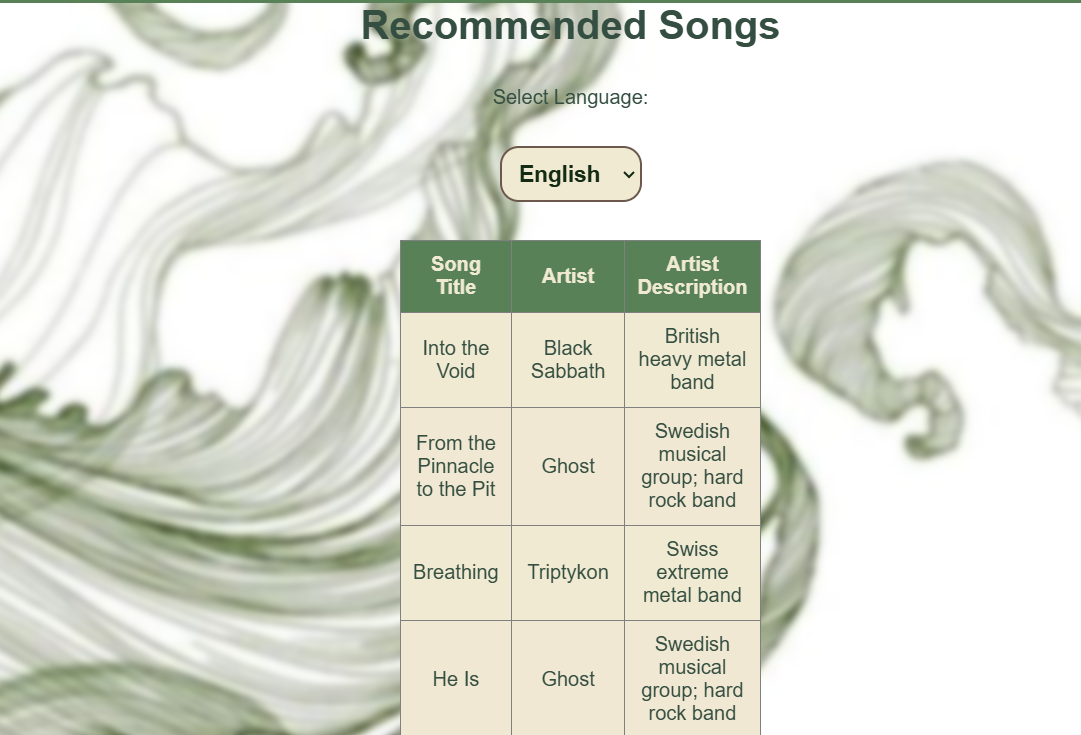 Recommended Songs
Select Language:
English
Song
Title
Artist
Artist
Description
Into the
Void
Black
Sabbath
British
heavy metal
band
From the
Pinnacle
to the Pit
Ghost
Swedish
musical
group; hard
rock band
Breathing
Triptykon
Swiss
extreme
metal band
He Is
Ghost
Swedish
musical
group; hard
rock band